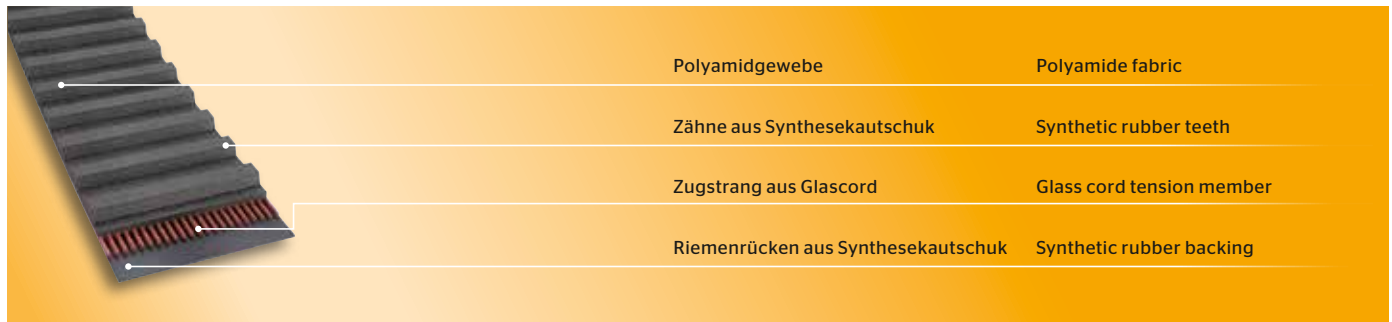 Polyamidgewebe Polyamide fabric
Zähne aus Synthesekautschuk Synthetic rubber teeth
Zugstrang aus Glascord Glass cord tension member
Riemenrücken aus Synthesekautschuk Synthetic rubber backing